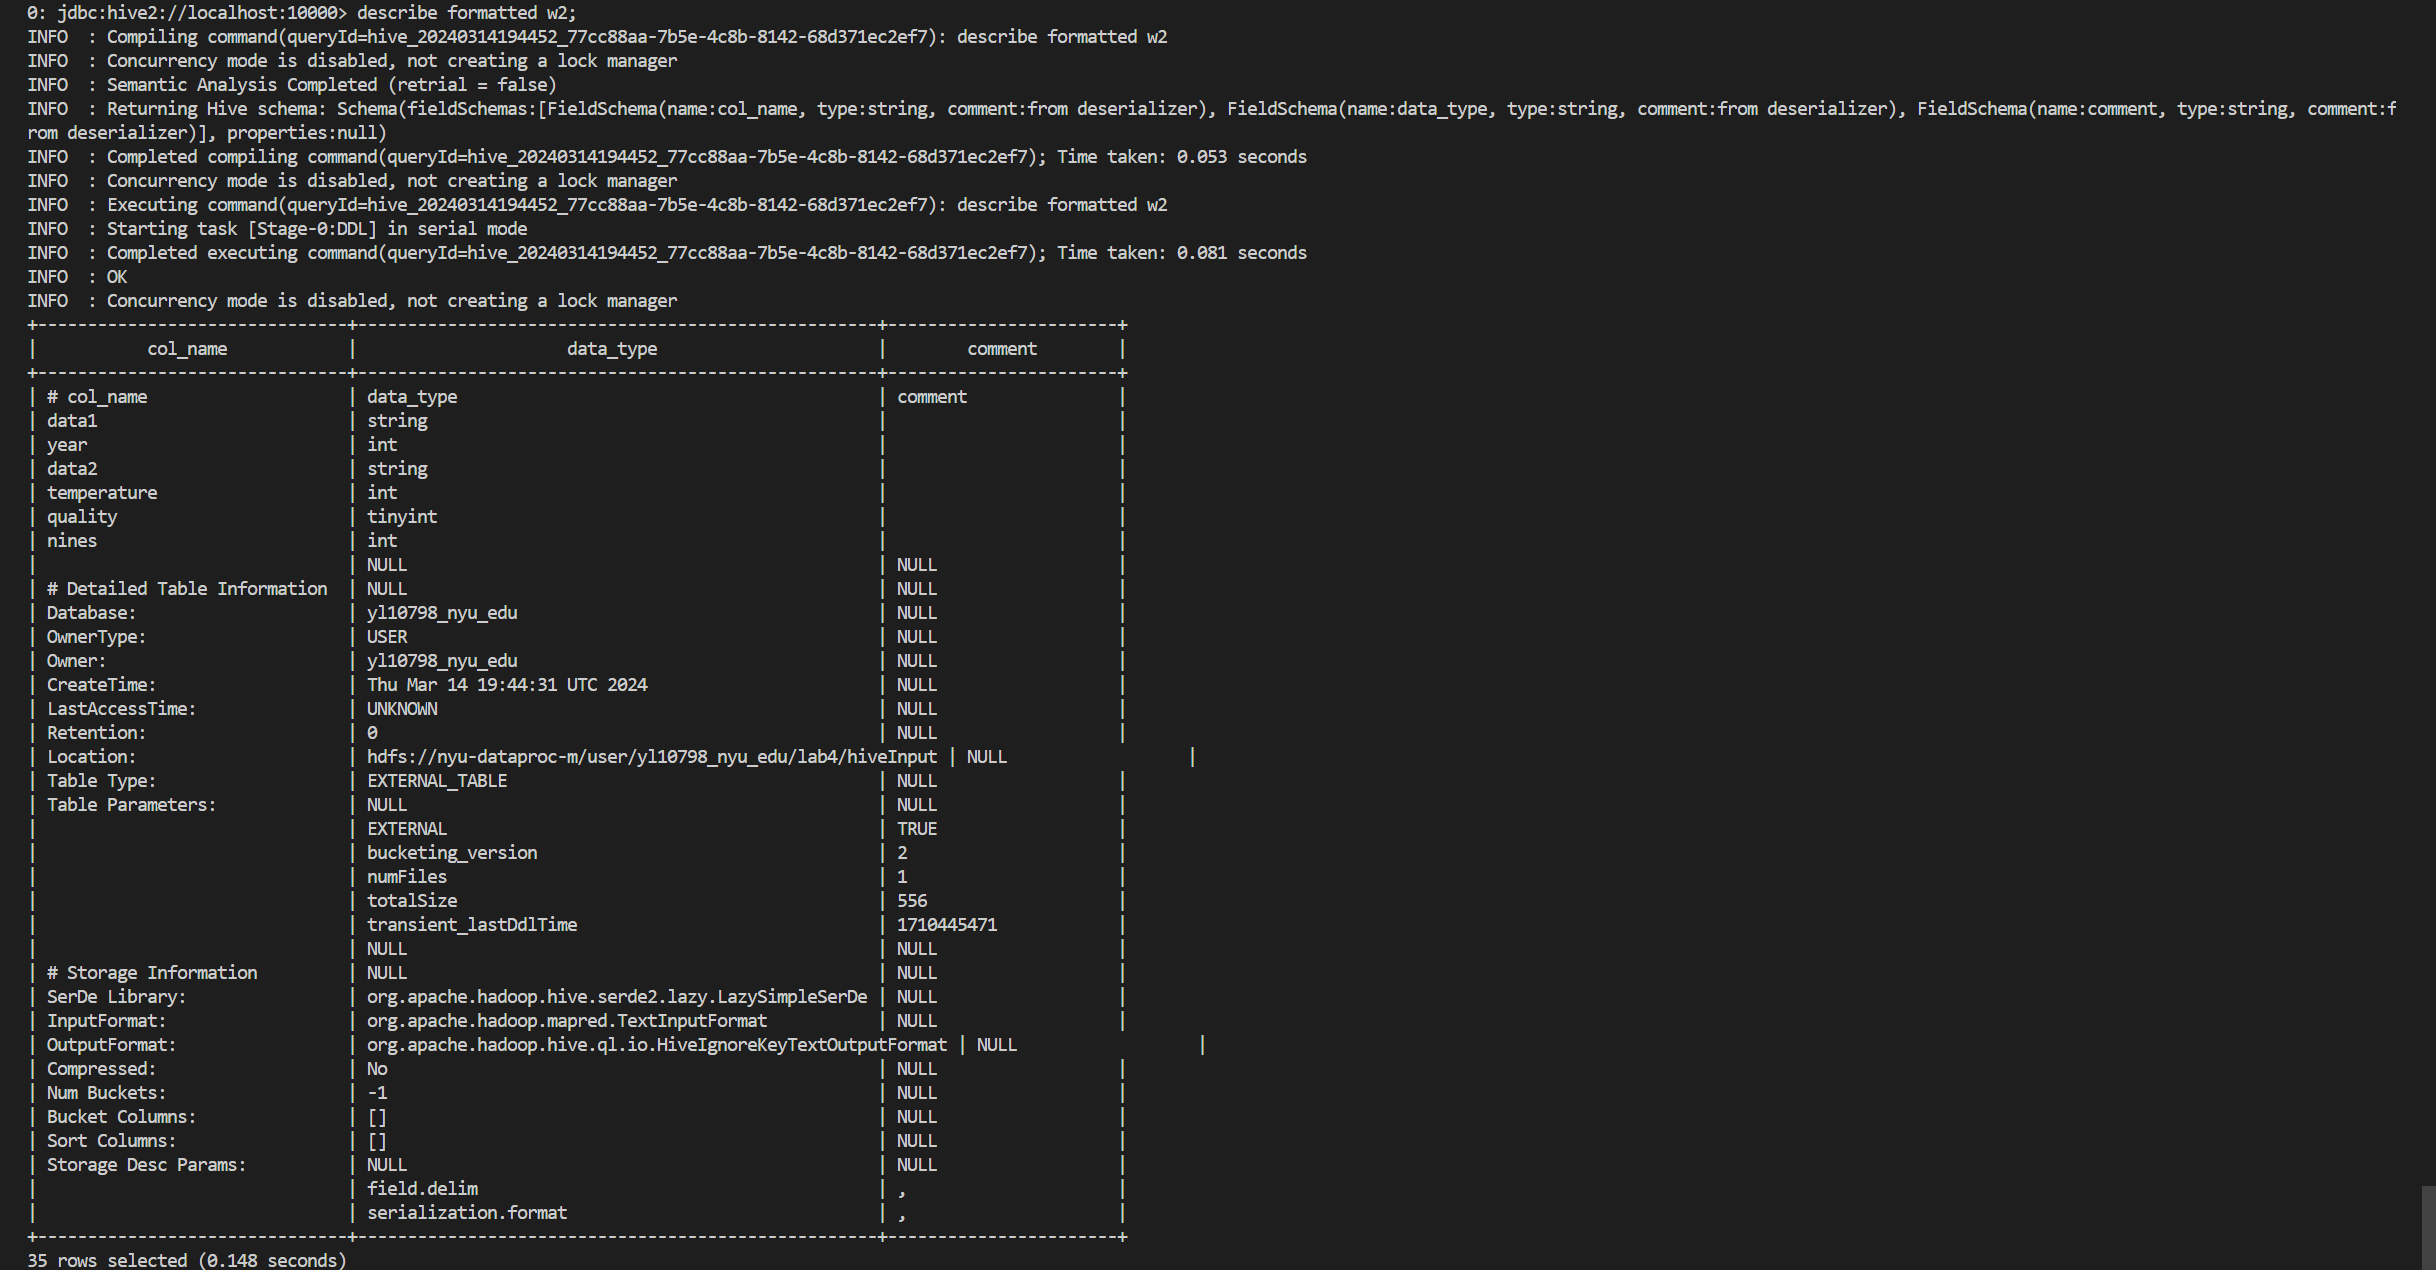 0: jdbc:hive2://localhost:10000> describe formatted w2;
INFO  : Compiling command(queryId=hive_20240314194452_77cc88aa-7b5e-4c8b-8142-68d371ec2ef7): describe formatted w2
INFO  : Concurrency mode is disabled, not creating a lock manager
INFO  : Semantic Analysis Completed (retrial = false)
INFO  : Returning Hive schema: Schema(fieldSchemas:[FieldSchema(name:col_name, type:string, comment:from deserializer), FieldSchema(name:data_type, type:string, comment:from deserializer), FieldSchema(name:comment, type:string, comment:f
rom deserializer)], properties:null)
INFO  : Completed compiling command(queryId=hive_20240314194452_77cc88aa-7b5e-4c8b-8142-68d371ec2ef7); Time taken: 0.053 seconds
INFO  : Concurrency mode is disabled, not creating a lock manager
INFO  : Executing command(queryId=hive_20240314194452_77cc88aa-7b5e-4c8b-8142-68d371ec2ef7): describe formatted w2
INFO  : Starting task [Stage-0:DDL] in serial mode
INFO  : Completed executing command(queryId=hive_20240314194452_77cc88aa-7b5e-4c8b-8142-68d371ec2ef7); Time taken: 0.081 seconds
INFO  : OK
INFO  : Concurrency mode is disabled, not creating a lock manager
+-------------------------------+----------------------------------------------------+-----------------------+
| col_name | data_type | comment |
+-------------------------------+----------------------------------------------------+-----------------------+
| # col_name | data_type | comment |
| data1 | string | |
| year | int | |
| data2 | string | |
| temperature | int | |
| quality | tinyint | |
| nines | int | |
| | NULL | NULL |
| # Detailed Table Information | NULL | NULL |
| Database: | yl10798_nyu_edu | NULL |
| OwnerType: | USER | NULL |
| Owner: | yl10798_nyu_edu | NULL |
| CreateTime: | Thu Mar 14 19:44:31 UTC 2024 | NULL |
| LastAccessTime: | UNKNOWN | NULL |
| Retention: | 0 | NULL |
| Location: | hdfs://nyu-dataproc-m/user/yl10798_nyu_edu/lab4/hiveInput | NULL |
| Table Type: | EXTERNAL_TABLE | NULL |
| Table Parameters: | NULL | NULL |
| | EXTERNAL | TRUE |
| | bucketing_version | 2 |
| | numFiles | 1 |
| | totalSize | 556 |
| | transient_lastDdlTime | 1710445471 |
| | NULL | NULL |
| # Storage Information | NULL | NULL |
| SerDe Library: | org.apache.hadoop.hive.serde2.lazy.LazySimpleSerDe | NULL |
| InputFormat: | org.apache.hadoop.mapred.TextInputFormat | NULL |
| OutputFormat: | org.apache.hadoop.hive.ql.io.HiveIgnoreKeyTextOutputFormat | NULL |
| Compressed: | No | NULL |
| Num Buckets: | -1 | NULL |
| Bucket Columns: | [] | NULL |
| Sort Columns: | [] | NULL |
| Storage Desc Params: | NULL | NULL |
| | field.delim | , |
| | serialization.format | , |
+-------------------------------+----------------------------------------------------+-----------------------+
35 rows selected (0.148 seconds)